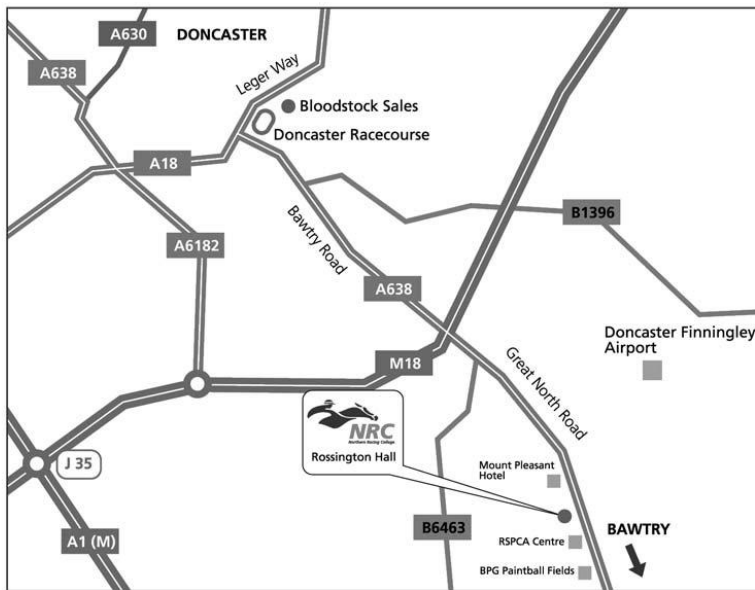 A630
DONCASTER
A638
Leger Way
Bloodstock Sales
Doncaster Racecourse
A18
B1396
A6182
Bawtry Road
A638
Doncaster Finningley
Airport
M18
Great North Road
NRC
Northern Racing College
Rossington Hall
J 35
Mount Pleasant
Hotel
B6463
RSPCA Centre
BAWTRY
A1 (M)
BPG Paintball Fields